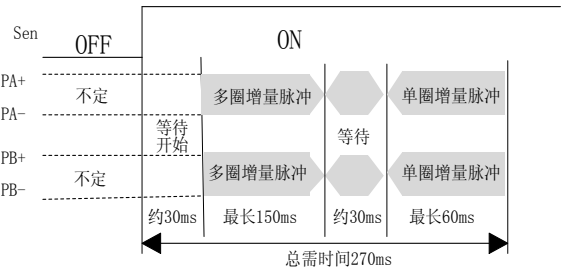 Sen
OFF
ON
PA+
不定
多圈增量脉冲
单圈增量脉冲
PA-
等待
开始
等待
PB+
不定
多圈增量脉冲
单圈增量脉冲
PB-
约30ms
最长150ms
约30ms
最长60ms
总需时间270ms